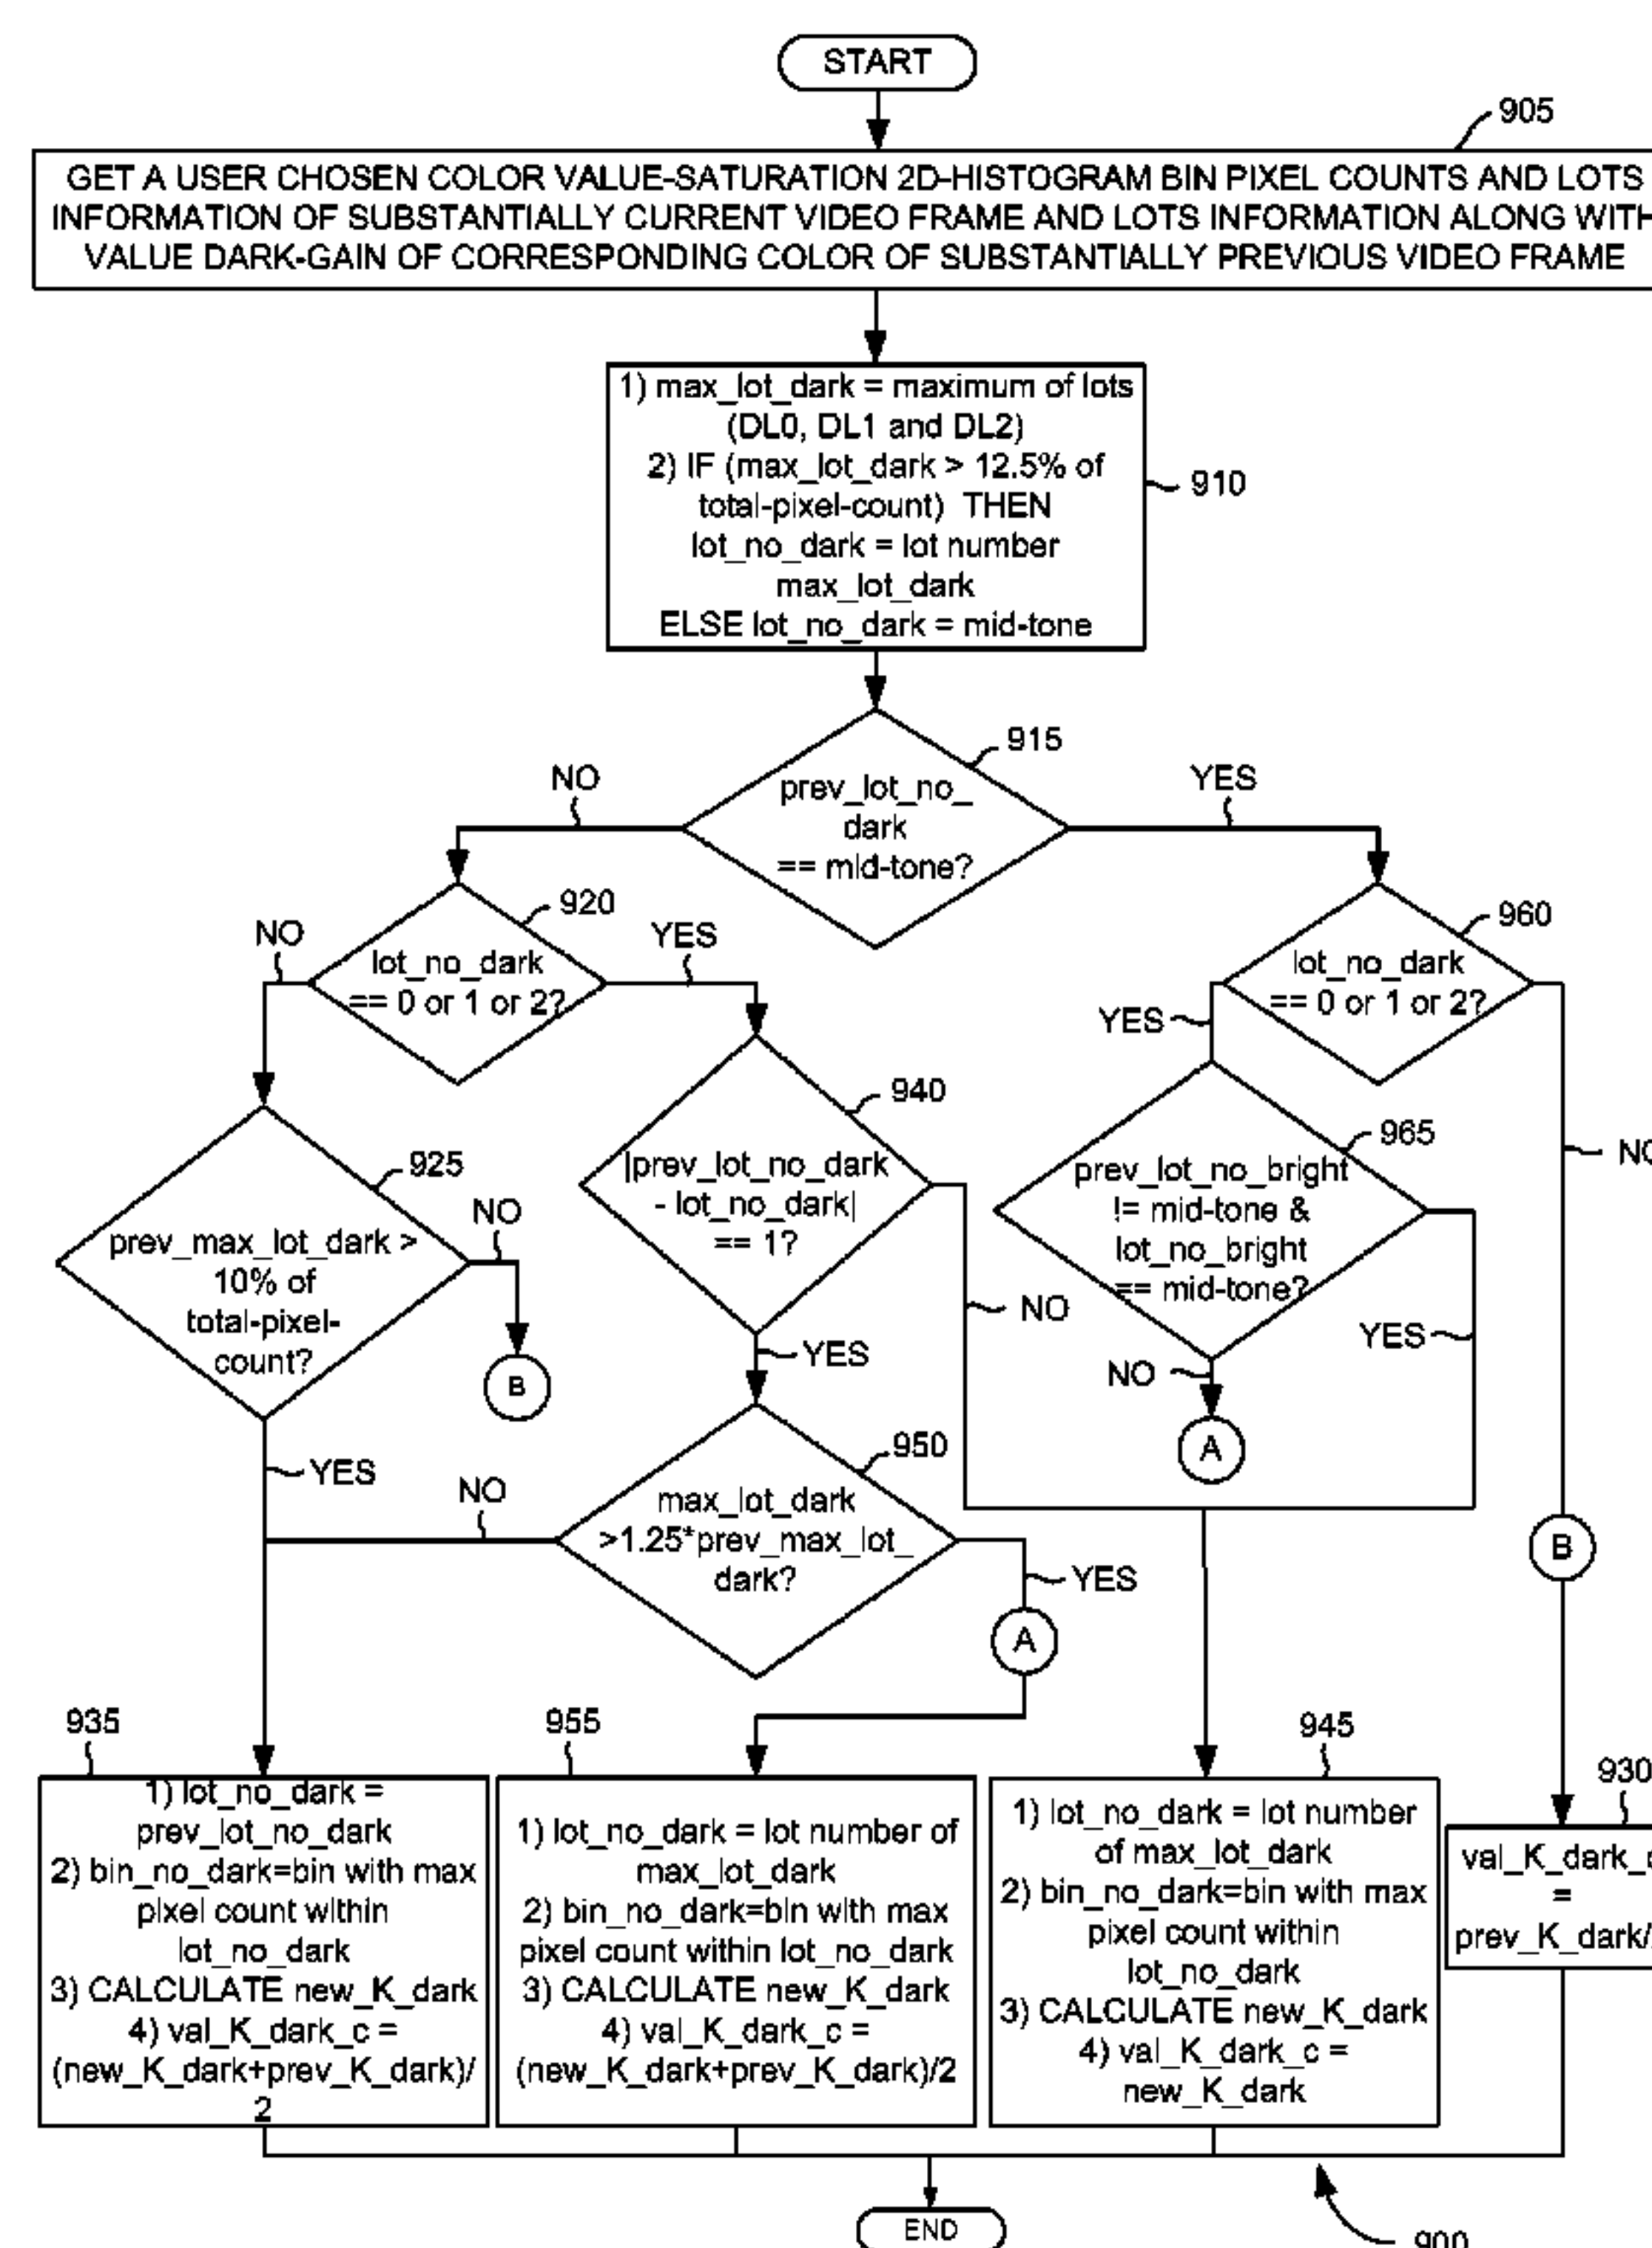 START
905
GET A USER CHOSEN COLOR VALUE-SATURATION 2D-HISTOGRAM BIN PIXEL COUNTS AND LOTS
INFORMATION OF SUBSTANTIALLY CURRENT VIDEO FRAME AND LOTS INFORMATION ALONG WITH
VALUE DARK-GAIN OF CORRESPONDING COLOR OF SUBSTANTIALLY PREVIOUS VIDEO FRAME
1) max_lot_dark = maximum of lots
(DL0, DL1 and DL2)
2) IF (max_lot_dark > 12.5% of
total-pixel-count) THEN
lot_no_dark = lot number
max_lot_dark
ELSE lot_no_dark = mid-tone
910
915
prev_lot_no_
dark
== mid-tone?
NO
YES
920
lot_no_dark
== 0 or 1 or 2?
NO
YES
960
lot_no_dark
== 0 or 1 or 2?
YES
NO
925
prev_max_lot_dark >
10% of
total-pixel-
count?
NO
B
YES
940
|prev_lot_no_dark
- lot_no_dark|
== 1?
NO
YES
965
prev_lot_no_bright
!= mid-tone &
lot_no_bright
== mid-tone?
YES
NO
A
950
max_lot_dark
>1.25*prev_max_lot_
dark?
NO
YES
A
B
935
1) lot_no_dark =
prev_lot_no_dark
2) bin_no_dark=bin with max
pixel count within
lot_no_dark
3) CALCULATE new_K_dark
4) val_K_dark_c =
(new_K_dark+prev_K_dark)/
2
955
1) lot_no_dark = lot number of
max_lot_dark
2) bin_no_dark=bin with max
pixel count within lot_no_dark
3) CALCULATE new_K_dark
4) val_K_dark_c =
(new_K_dark+prev_K_dark)/2
945
1) lot_no_dark = lot number
of max_lot_dark
2) bin_no_dark=bin with max
pixel count within
lot_no_dark
3) CALCULATE new_K_dark
4) val_K_dark_c =
new_K_dark
930
=
END
900